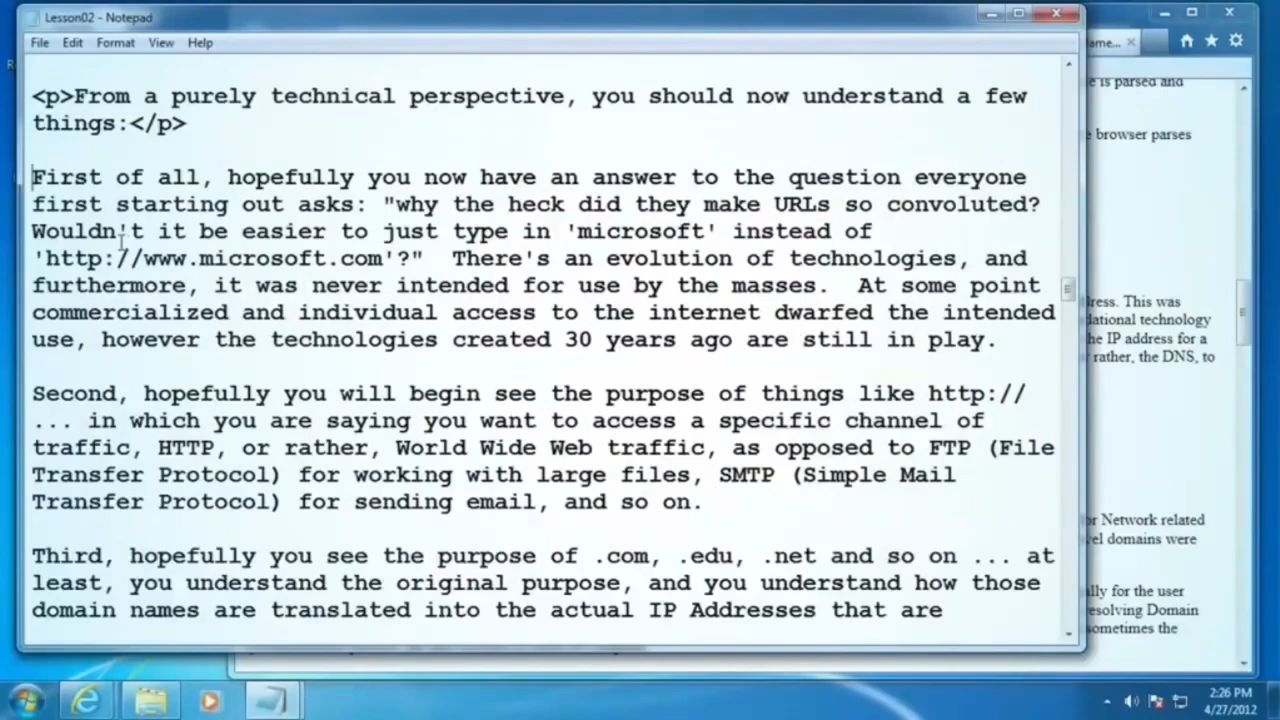 Lesson02 - Notepad
File Edit Format View Help
<p>From a purely technical perspective, you should now understand a few
things:</p>
First of all, hopefully you now have an answer to the question everyone
first starting out asks: "why the heck did they make URLs so convoluted?
Wouldn't it be easier to just type in 'microsoft' instead of
'http://www.microsoft.com'?"  There's an evolution of technologies, and
furthermore, it was never intended for use by the masses.  At some point
commercialized and individual access to the internet dwarfed the intended
use, however the technologies created 30 years ago are still in play.
Second, hopefully you will begin see the purpose of things like http://
... in which you are saying you want to access a specific channel of
traffic, HTTP, or rather, World Wide Web traffic, as opposed to FTP (File
Transfer Protocol) for working with large files, SMTP (Simple Mail
Transfer Protocol) for sending email, and so on.
Third, hopefully you see the purpose of .com, .edu, .net and so on ... at
least, you understand the original purpose, and you understand how those
domain names are translated into the actual IP Addresses that are
ame...
is parsed and
browser parses
ress. This was
dational technology
he IP address for a
rather, the DNS, to
or Network related
vel domains were
ally for the user
esolving Domain
sometimes the
2:26 PM
4/27/2012